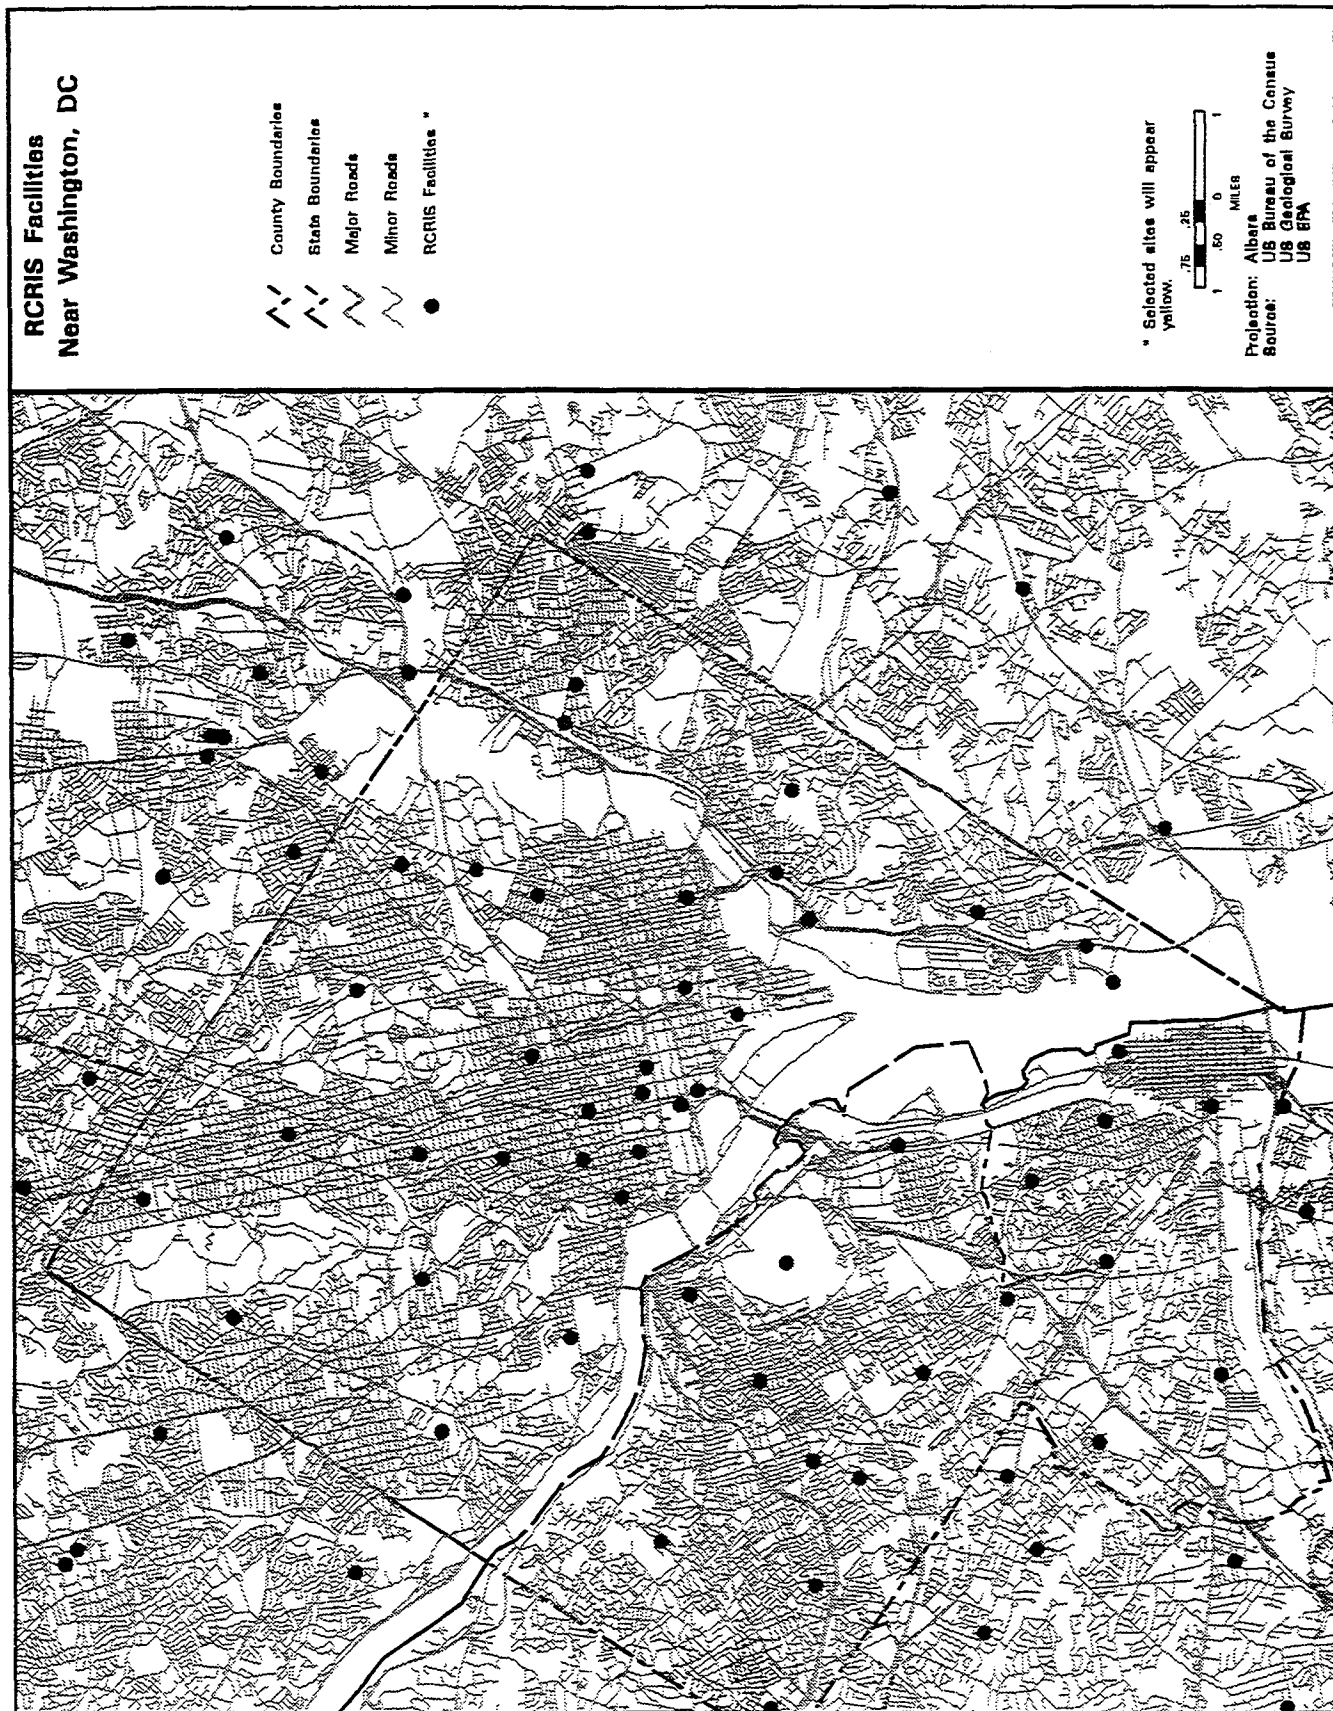 RCRIS Facilities
Near Washington, DC
County Boundaries
State Boundaries
Major Roads
Minor Roads
RCRIS Facilities *
* Selected sites will appear
yellow.
.75 .25
1 .50 0 1
MILES
Projection: Albers
Source: US Bureau of the Census
US Geological Survey
US EPA